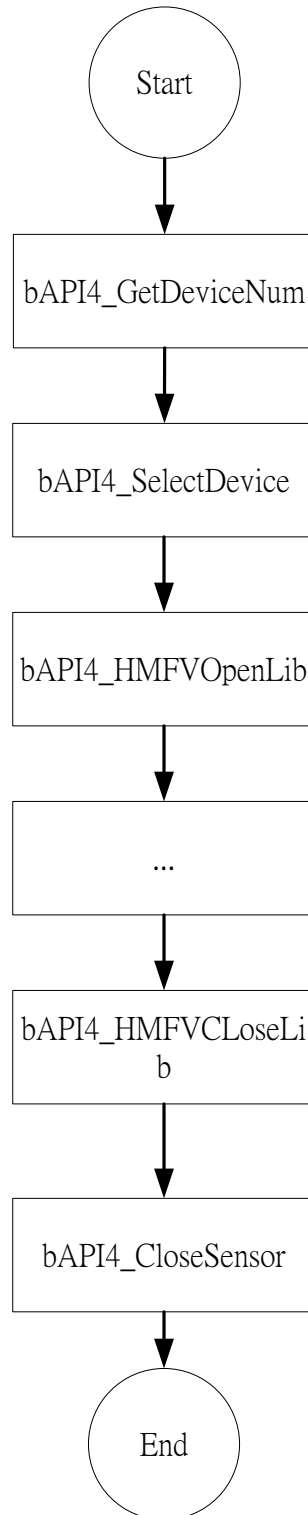 Start
bAPI4_GetDeviceNum
bAPI4_SelectDevice
bAPI4_HMFVOpenLib
...
bAPI4_HMFVCLoseLi
b
bAPI4_CloseSensor
End